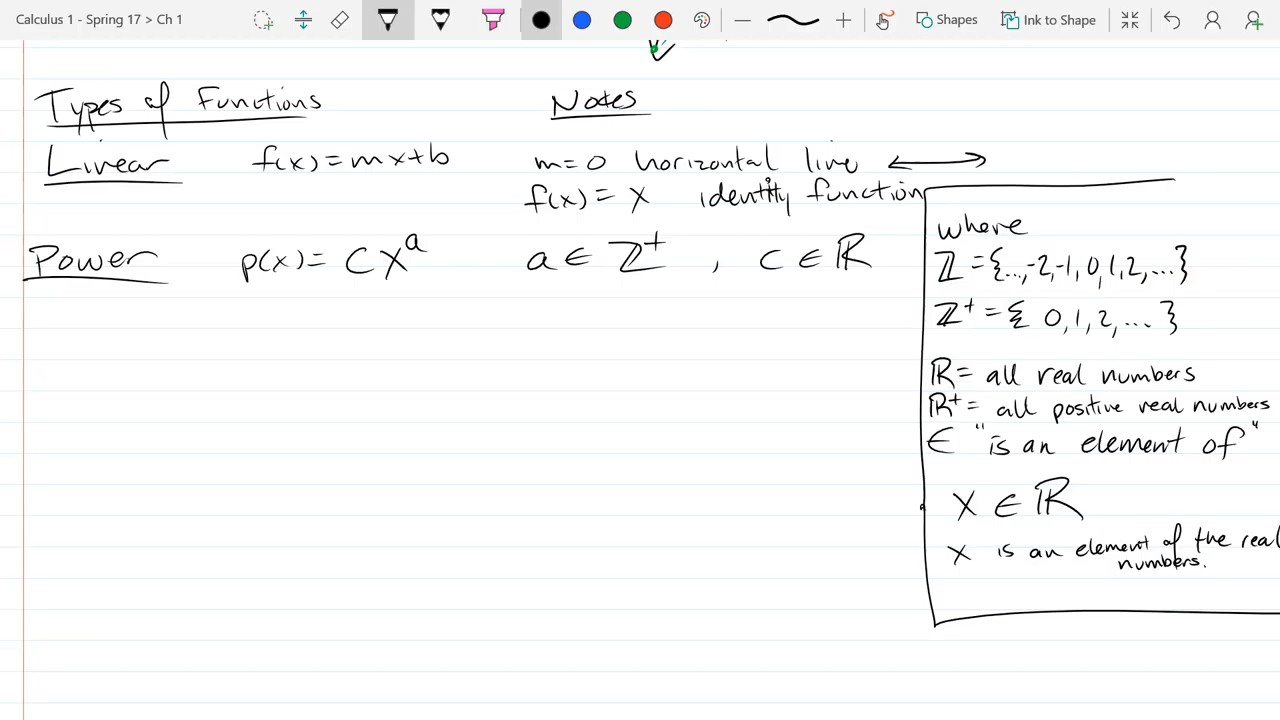 Calculus 1 - Spring 17 > Ch 1
Shapes
Ink to Shape
Types of Functions
Notes
Linear f(x) = mx+b m=0 horizontal line
f(x) = x identity function
Power p(x) = Cx^a a ∈ ℤ⁺ , c ∈ ℝ
where
ℤ = {..,-2,-1,0,1,2,...}
ℤ⁺ = { 0,1,2,... }
ℝ = all real numbers
ℝ⁺ = all positive real numbers
∈ "is an element of"
x ∈ ℝ
x is an element of the real
numbers.